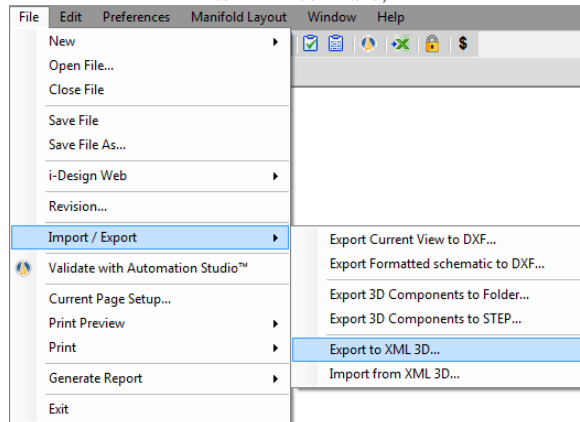 File Edit Preferences Manifold Layout Window Help
$
New
Open File...
Close File
Save File
Save File As...
i-Design Web
Revision...
Import / Export
Export Current View to DXF...
Validate with Automation Studio™
Export Formatted schematic to DXF...
Current Page Setup...
Export 3D Components to Folder...
Print Preview
Export 3D Components to STEP...
Print
Export to XML 3D...
Generate Report
Import from XML 3D...
Exit